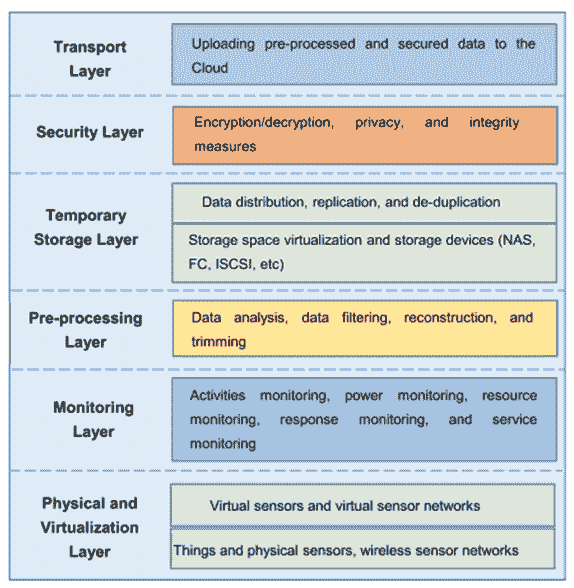 Transport
Layer
Uploading pre-processed and secured data to the
Cloud
Security Layer
Encryption/decryption, privacy, and integrity
measures
Temporary
Storage Layer
Data distribution, replication, and de-duplication
Storage space virtualization and storage devices (NAS,
FC, ISCSI, etc)
Pre-processing
Layer
Data analysis, data filtering, reconstruction, and
trimming
Monitoring
Layer
Activities monitoring, power monitoring, resource
monitoring, response monitoring, and service
monitoring
Physical and
Virtualization
Layer
Virtual sensors and virtual sensor networks
Things and physical sensors, wireless sensor networks